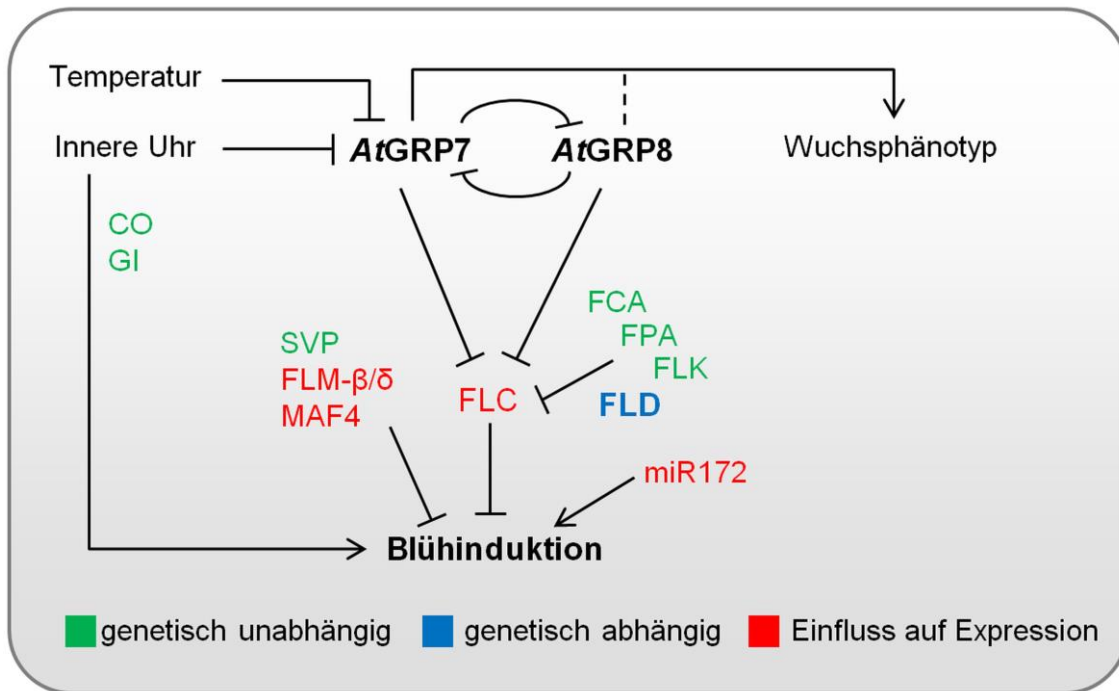 Temperatur
Innere Uhr
AtGRP7
AtGRP8
Wuchsphänotyp
CO
GI
FCA
FPA
FLK
FLD
SVP
FLM-β/δ
MAF4
FLC
miR172
Blühinduktion
genetisch unabhängig
genetisch abhängig
Einfluss auf Expression